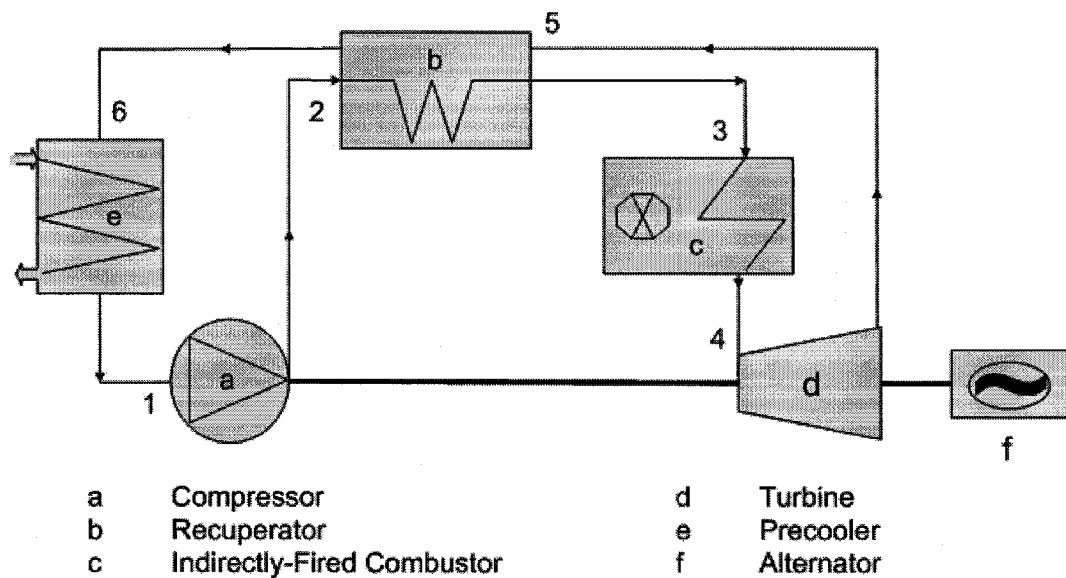 5
b
2
6
3
e
c
4
1
a
d
f
a Compressor d Turbine
b Recuperator e Precooler
c Indirectly-Fired Combustor f Alternator